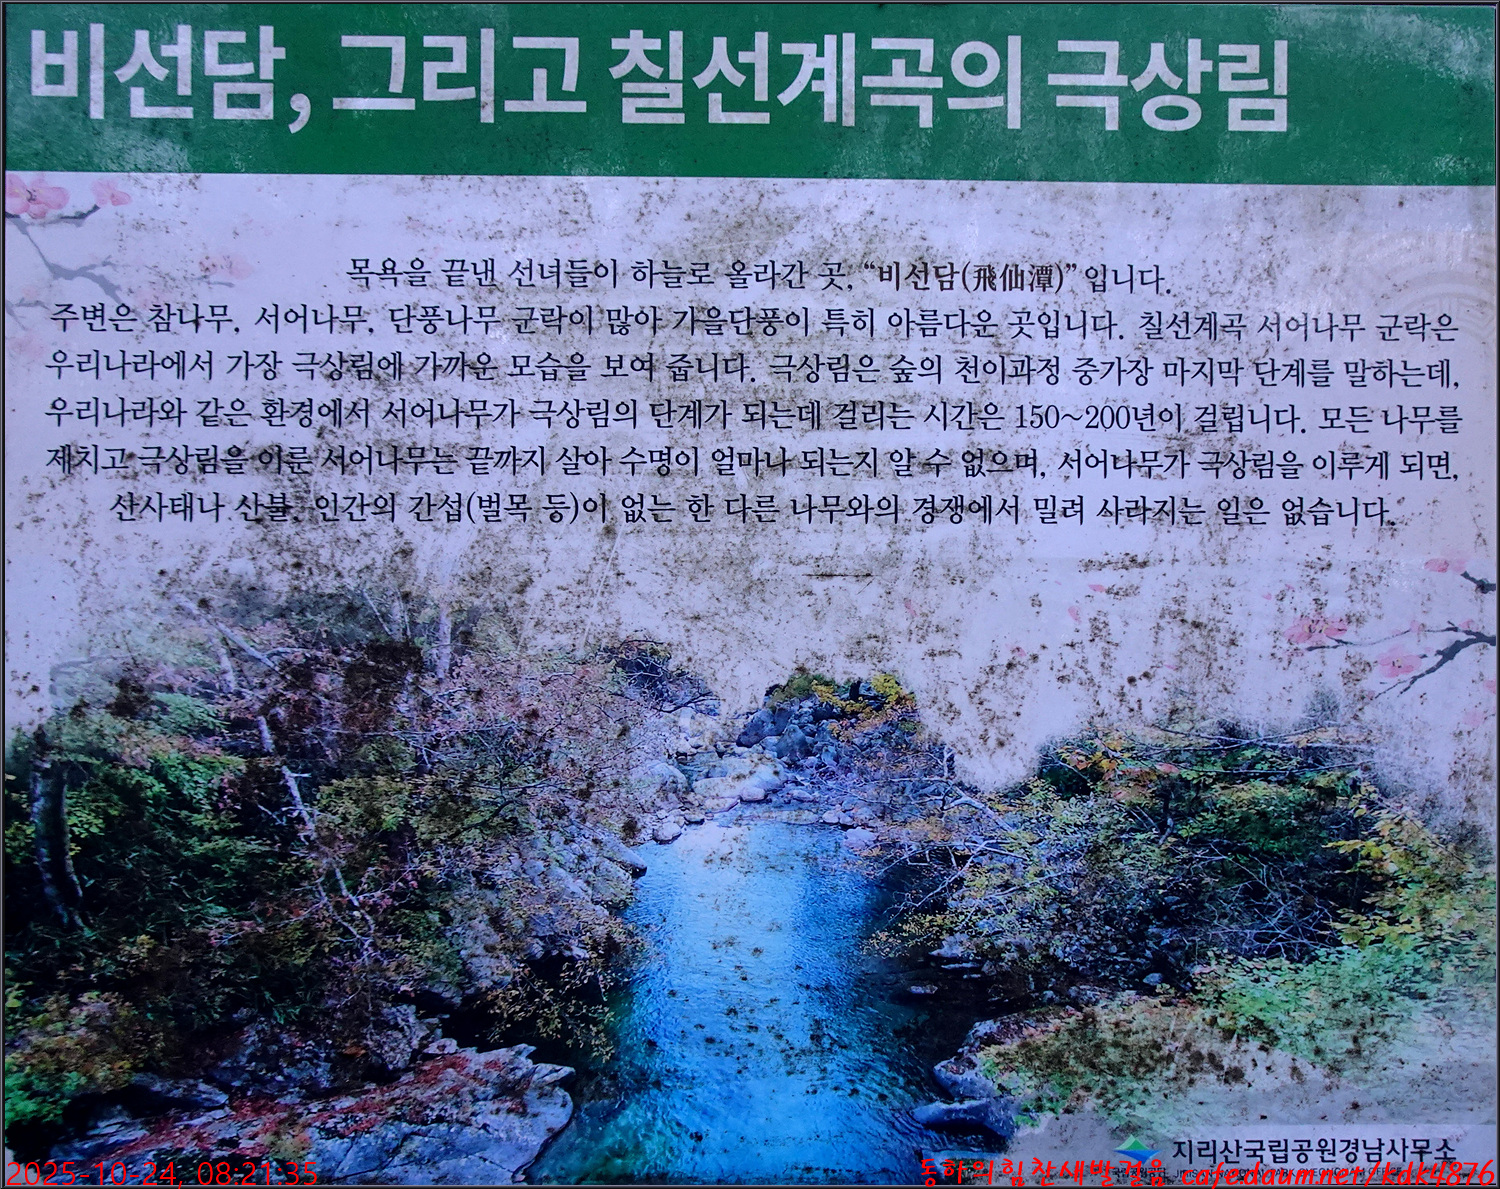 비선담, 그리고 칠선계곡의 극상림
목욕을 끝낸 선녀들이 하늘로 올라간 곳, “비선담(飛仙潭)” 입니다.
주변은 참나무, 서어나무, 단풍나무 군락이 많아 가을단풍이 특히 아름다운 곳입니다. 칠선계곡 서어나무 군락은
우리나라에서 가장 극상림에 가까운 모습을 보여 줍니다. 극상림은 숲의 천이과정 중가장 마지막 단계를 말하는데,
우리나라와 같은 환경에서 서어나무가 극상림의 단계가 되는데 걸리는 시간은 150~200년이 걸립니다. 모든 나무를
제치고 극상림을 이룬 서어나무는 끝까지 살아 수명이 얼마나 되는지 알 수 없으며, 서어나무가 극상림을 이루게 되면,
산사태나 산불, 인간의 간섭(벌목 등)이 없는 한 다른 나무와의 경쟁에서 밀려 사라지는 일은 없습니다.
지리산국립공원경남사무소
2025-10-24, 08:21:35
동하의 힘찬새발걸음 cafe.daum.net/kdk4876